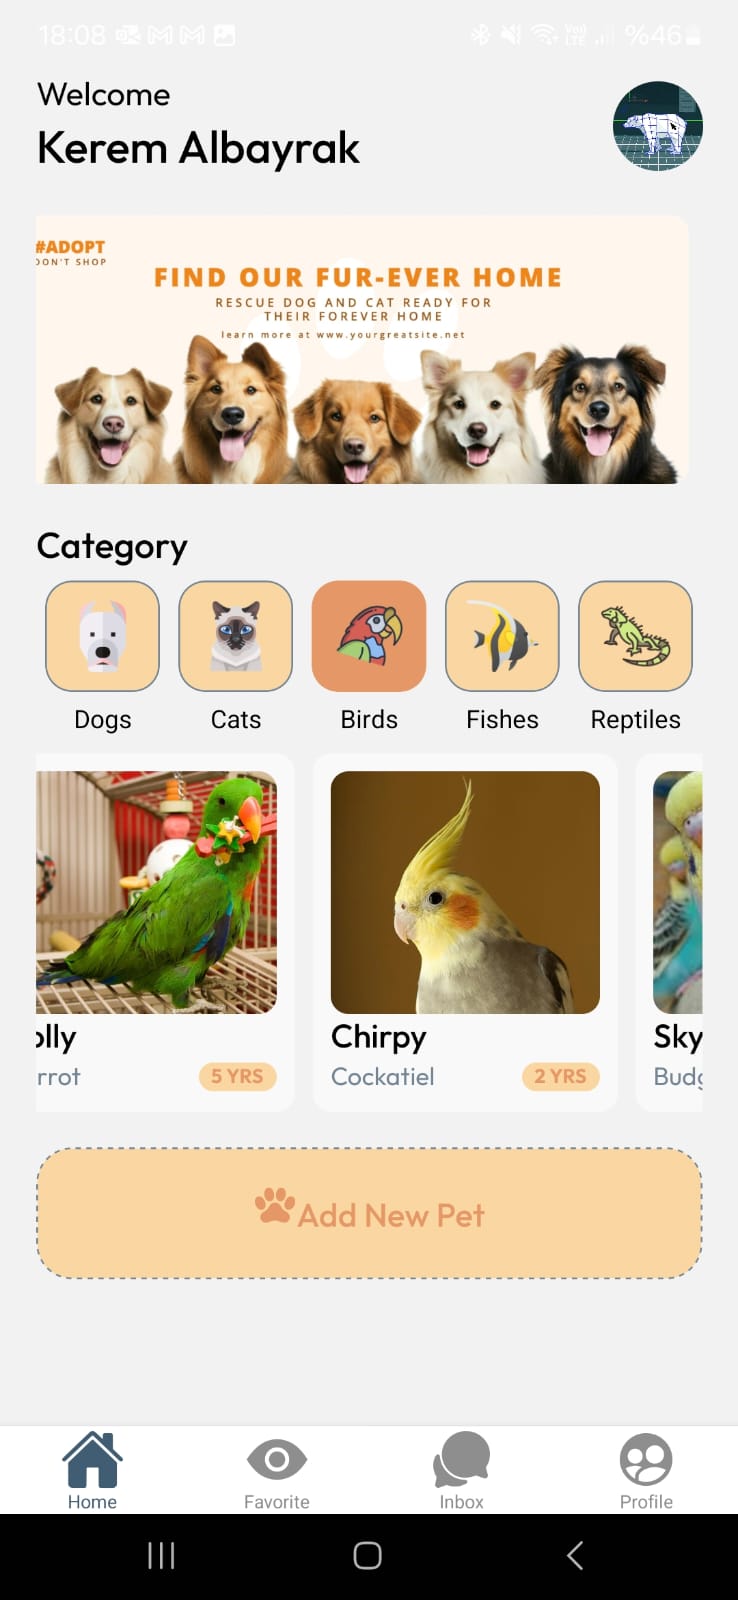 18:08
Vo)) LTE
%46
Welcome
Kerem Albayrak
#ADOPT
DON'T SHOP
FIND OUR FUR-EVER HOME
RESCUE DOG AND CAT READY FOR
THEIR FOREVER HOME
learn more at www.yourgreatsite.net
Category
Dogs
Cats
Birds
Fishes
Reptiles
olly
rrot
5 YRS
Chirpy
Cockatiel
2 YRS
Sky
Budg
Add New Pet
Home
Favorite
Inbox
Profile